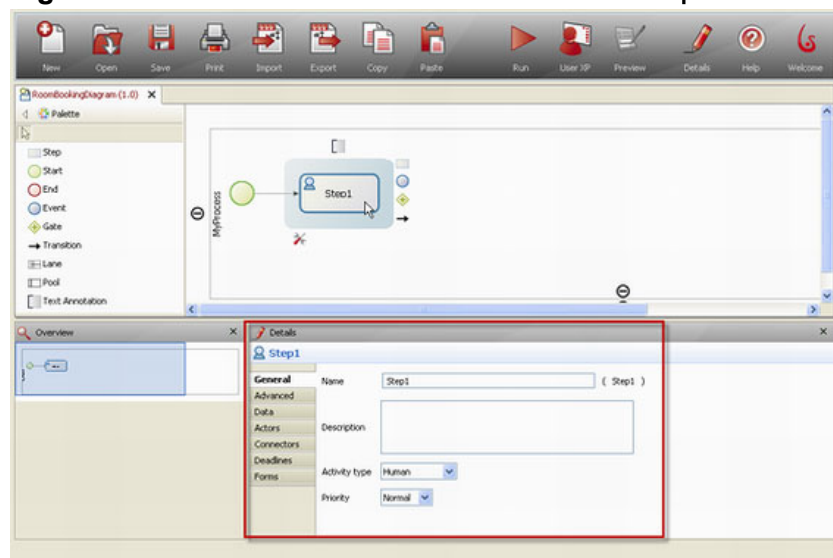 New Open Save Print Import Export Copy Paste Run User XP Preview Details Help Welcome
RoomBookingDiagram (1.0)
Palette
Step
Start
End
Event
Gate
Transition
Lane
Pool
Text Annotation
MyProcess
Step1
Overview
Details
Step1
General
Advanced
Data
Actors
Connectors
Deadlines
Forms
Name Step1 ( Step1 )
Description
Activity type Human
Priority Normal